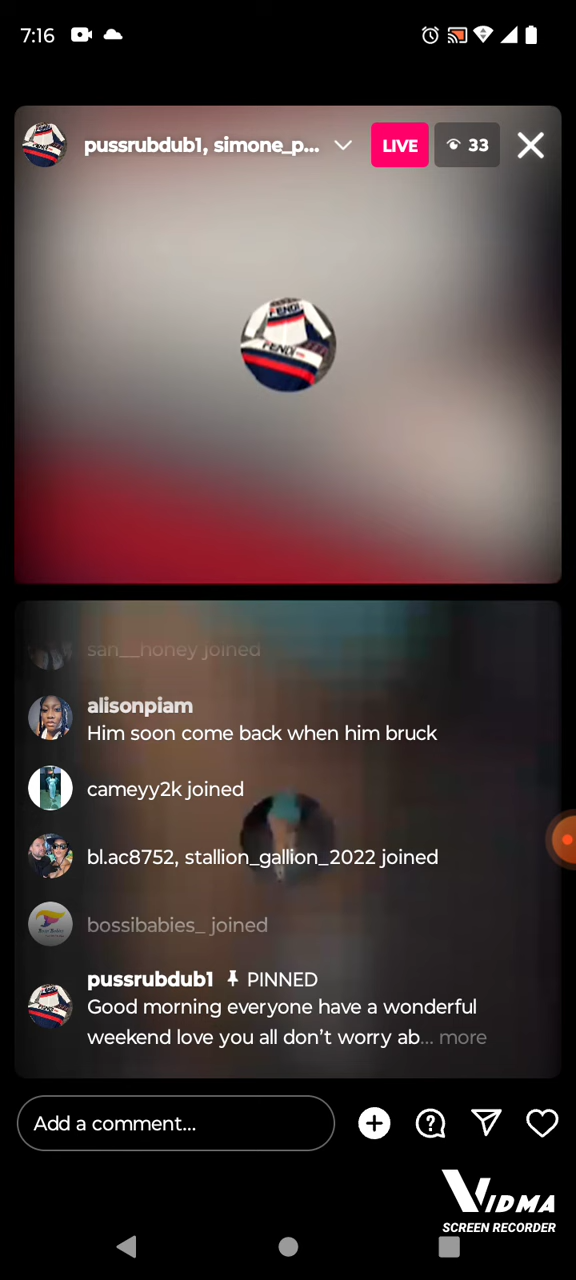 7:16
pussrubdub1, simone_p...
LIVE
33
FENDI
FENDI
san__honey joined
alisonpiam
Him soon come back when him bruck
cameyy2k joined
bl.ac8752, stallion_gallion_2022 joined
bossibabies_ joined
pussrubdub1 PINNED
Good morning everyone have a wonderful
weekend love you all don't worry ab... more
Add a comment...
VIDMA
SCREEN RECORDER